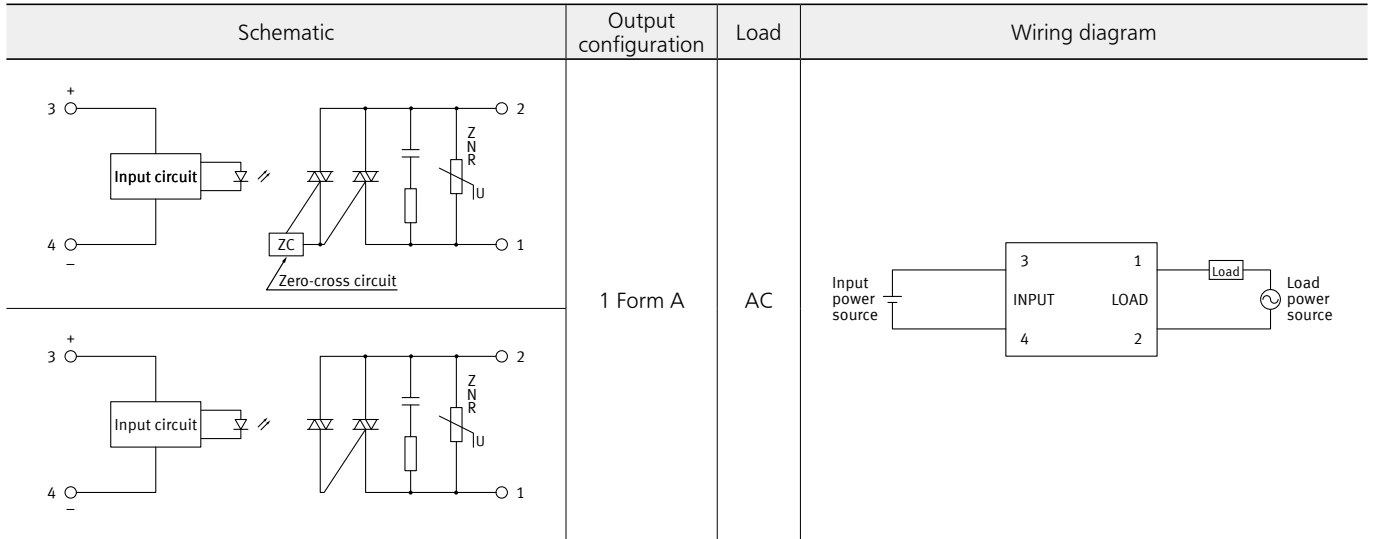 Schematic
Output
configuration
Load
Wiring diagram
+
3
2
Z
N
R
Input circuit
U
4
ZC
1
–
Zero-cross circuit
+
3
2
Z
N
R
Input circuit
U
4
1
–
1 Form A
AC
3
1
Load
Input
power
source
INPUT
LOAD
Load
power
source
4
2